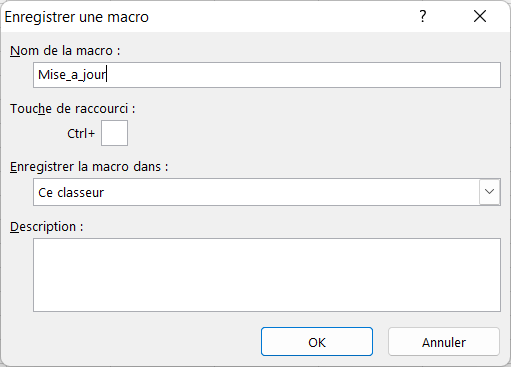 Enregistrer une macro ?
Nom de la macro :
Mise_a_jour
Touche de raccourci :
Ctrl+
Enregistrer la macro dans :
Ce classeur
Description :
OK Annuler